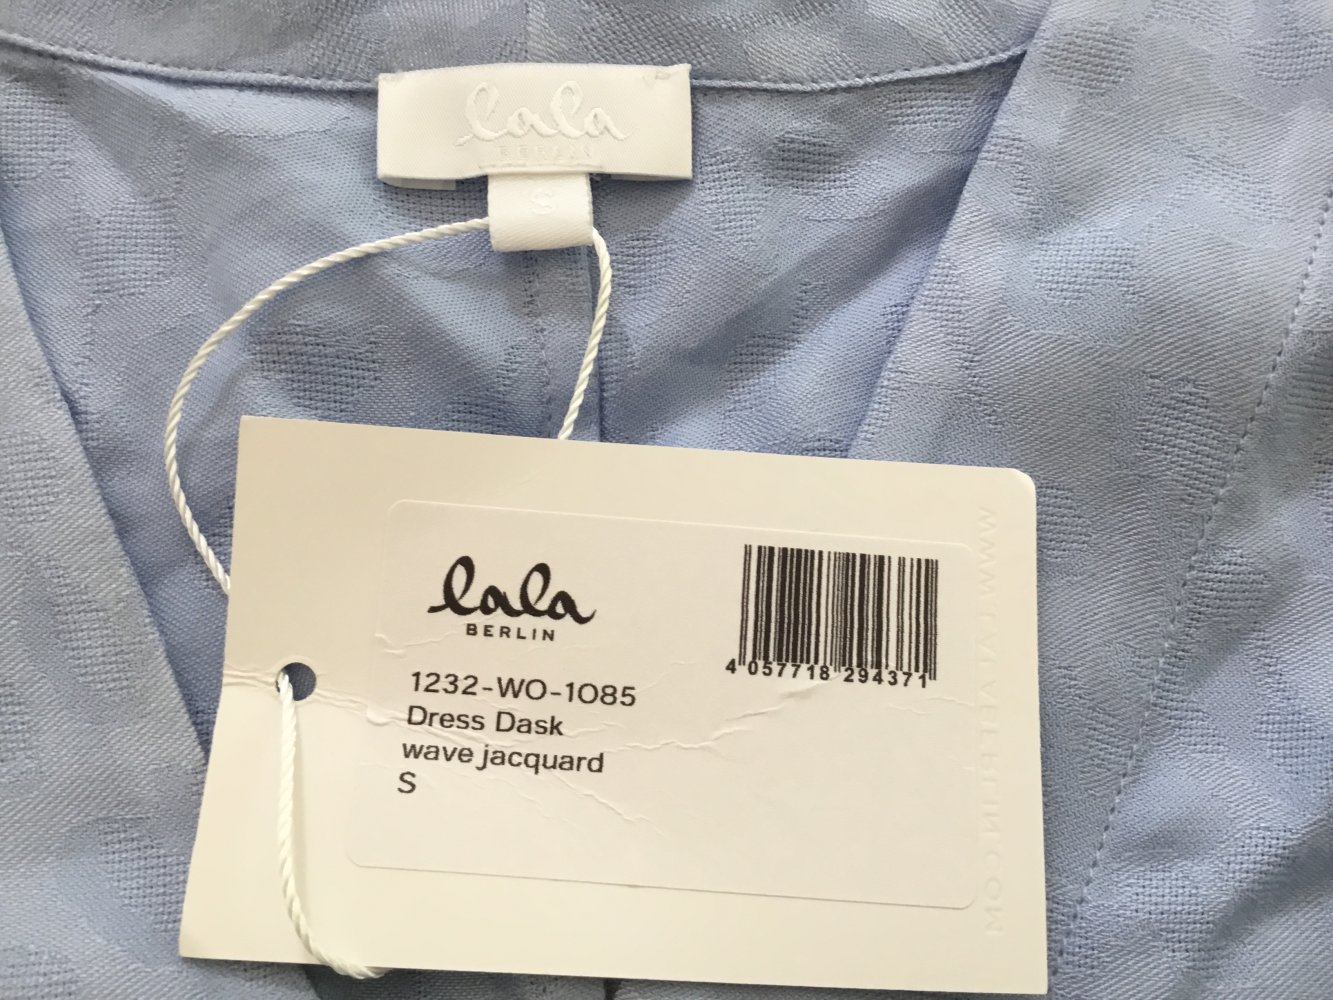 lala
BERLIN
S
lala
BERLIN
1232-WO-1085
Dress Dask
wave jacquard
S
4 057718 294371
WWW.LALABERLIN.COM